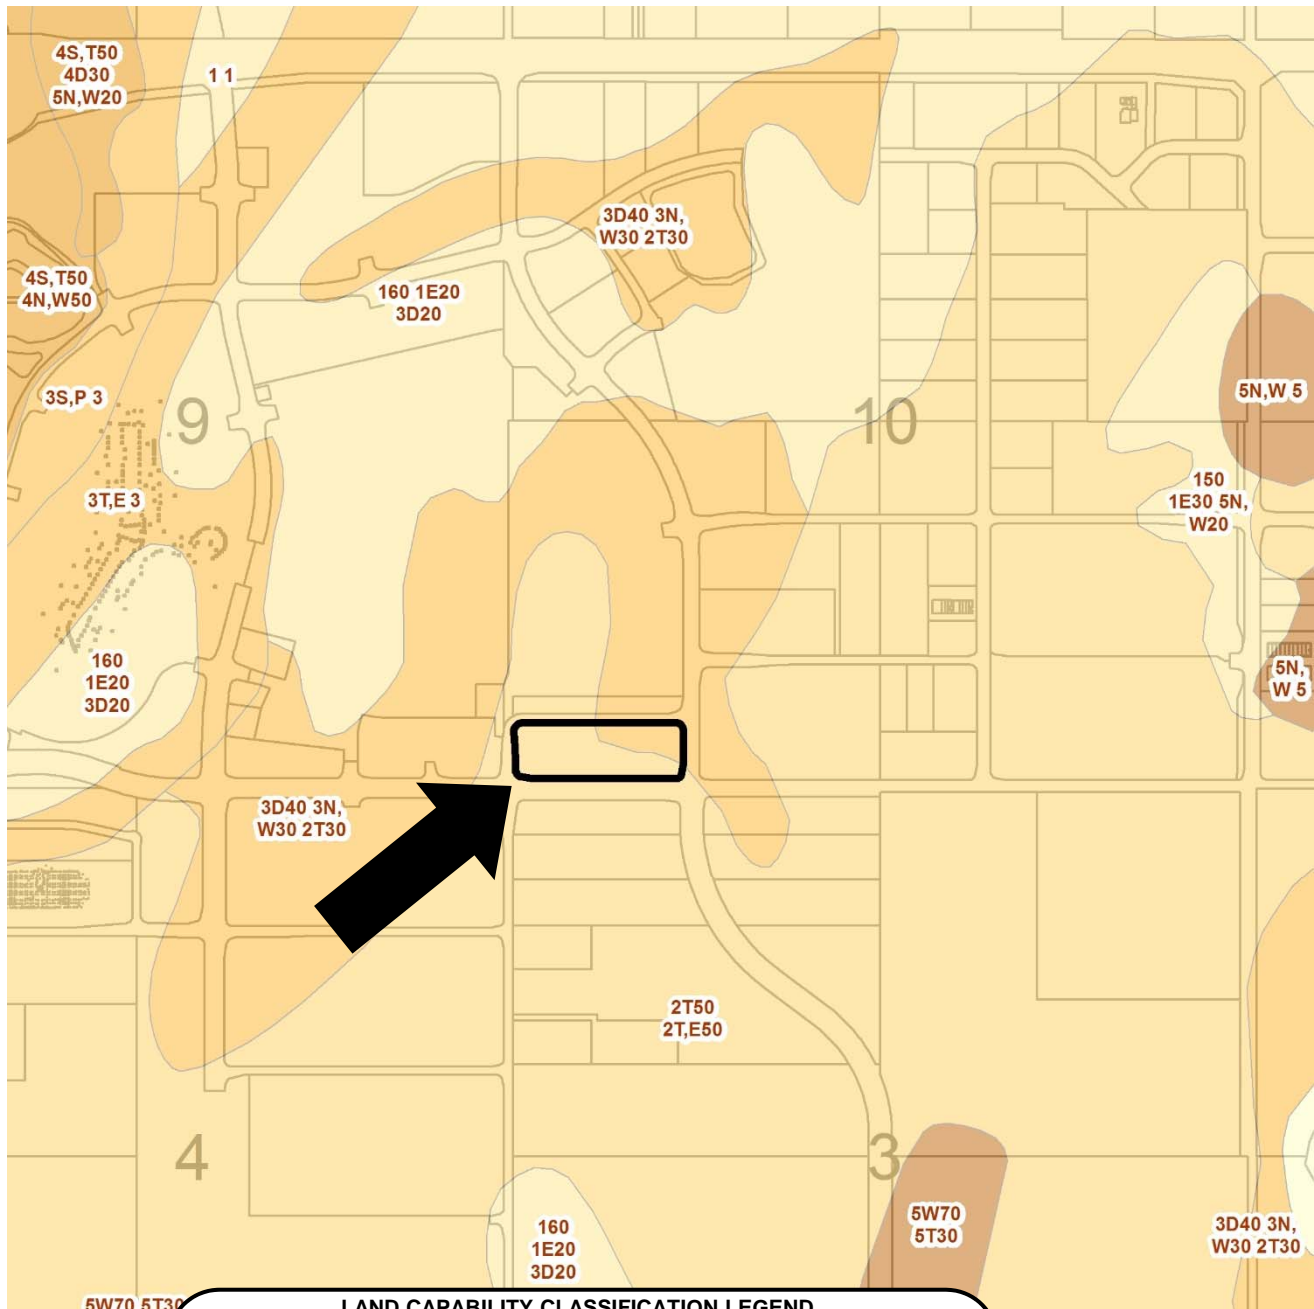 4S,T50
4D30
5N,W20
1 1
3D40 3N,
W30 2T30
4S,T50
4N,W50
160 1E20
3D20
3S,P 3
9
10
5N,W 5
3T,E 3
150
1E30 5N,
W20
160
1E20
3D20
5N,
W 5
3D40 3N,
W30 2T30
2T50
2T,E50
4
3
160
1E20
3D20
5W70
5T30
3D40 3N,
W30 2T30
5W70 5T30
LAND CAPABILITY CLASSIFICATION LEGEND